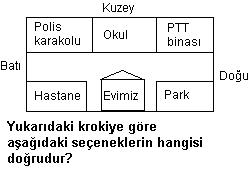 Kuzey
Polis karakolu
Okul
PTT binası
Batı
Doğu
Hastane
Evimiz
Park
Yukarıdaki krokiye göre
aşağıdaki seçeneklerin hangisi
doğrudur?